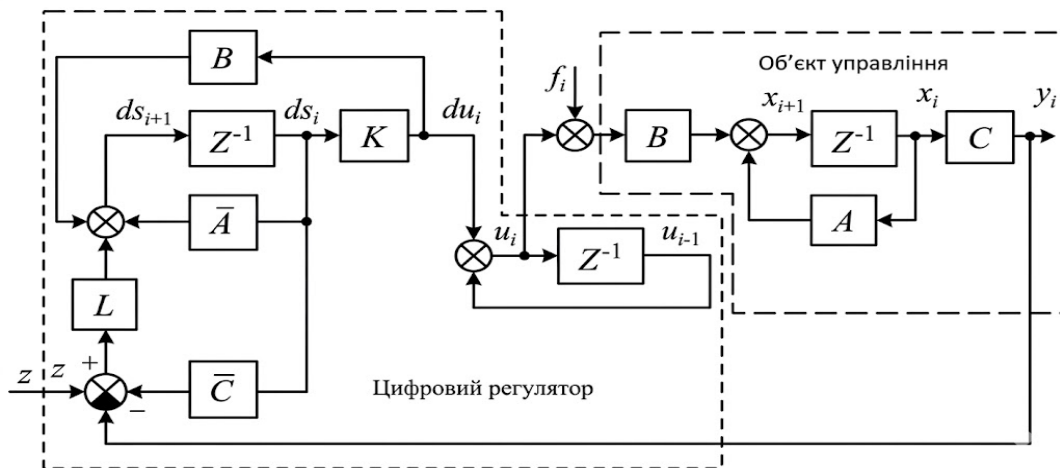 B
f_i
Об’єкт управління
ds_{i+1}
ds_i
du_i
x_{i+1}
x_i
y_i
Z^{-1}
K
B
Z^{-1}
C
A̅
A
u_i
u_{i-1}
Z^{-1}
L
z
z
+
C̅
−
Цифровий регулятор